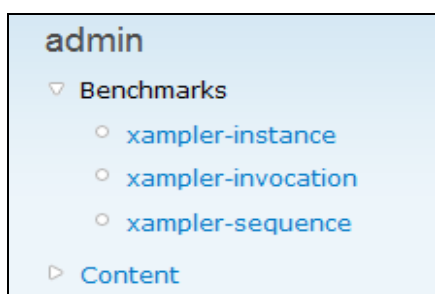 admin
Benchmarks
xampler-instance
xampler-invocation
xampler-sequence
Content